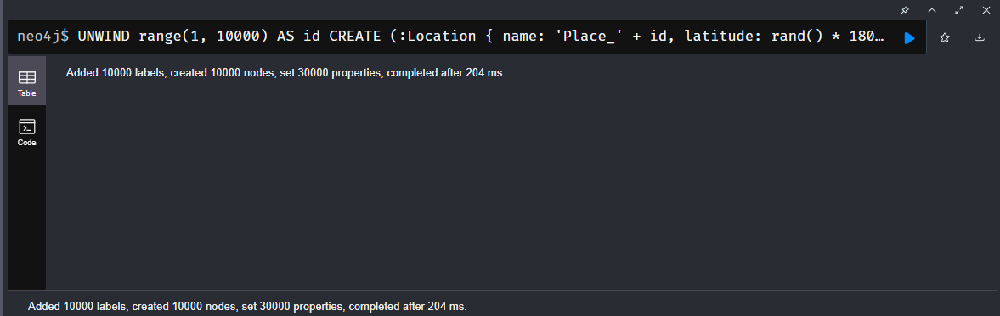 neo4j$ UNWIND range(1, 10000) AS id CREATE (:Location { name: 'Place_' + id, latitude: rand() * 180…
Table
Added 10000 labels, created 10000 nodes, set 30000 properties, completed after 204 ms.
Code
Added 10000 labels, created 10000 nodes, set 30000 properties, completed after 204 ms.